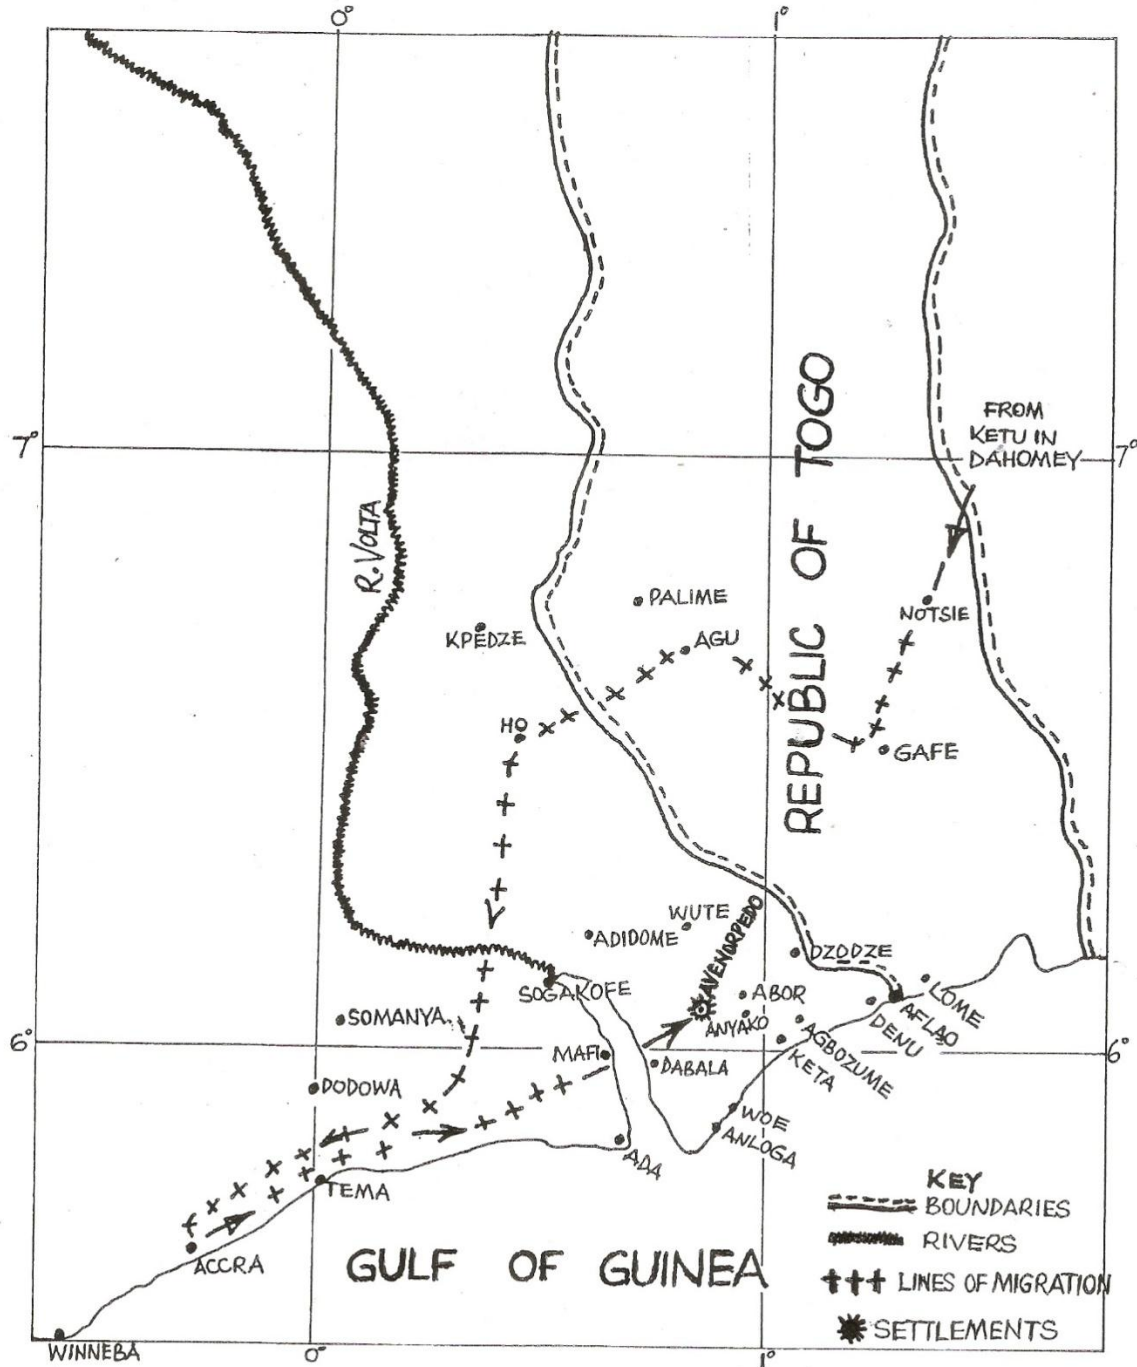 0°
1°
FROM
KETU IN
DAHOMEY
7°
7°
REPUBLIC OF TOGO
R. VOLTA
PALIME
KPEDZE
AGU
NOTSIE
HO
GAFE
WUTE
ADIDOME
AVENORPEDO
DZODZE
SOGAKOFE
ABOR
LOME
AFLAO
DENU
SOMANYA
ANYAKO
AGBOZUME
6°
6°
MAFI
DABALA
KETA
DODOWA
WOE
ANLOGA
ADA
TEMA
ACCRA
GULF OF GUINEA
KEY
BOUNDARIES
RIVERS
LINES OF MIGRATION
SETTLEMENTS
WINNEBA
0°
1°